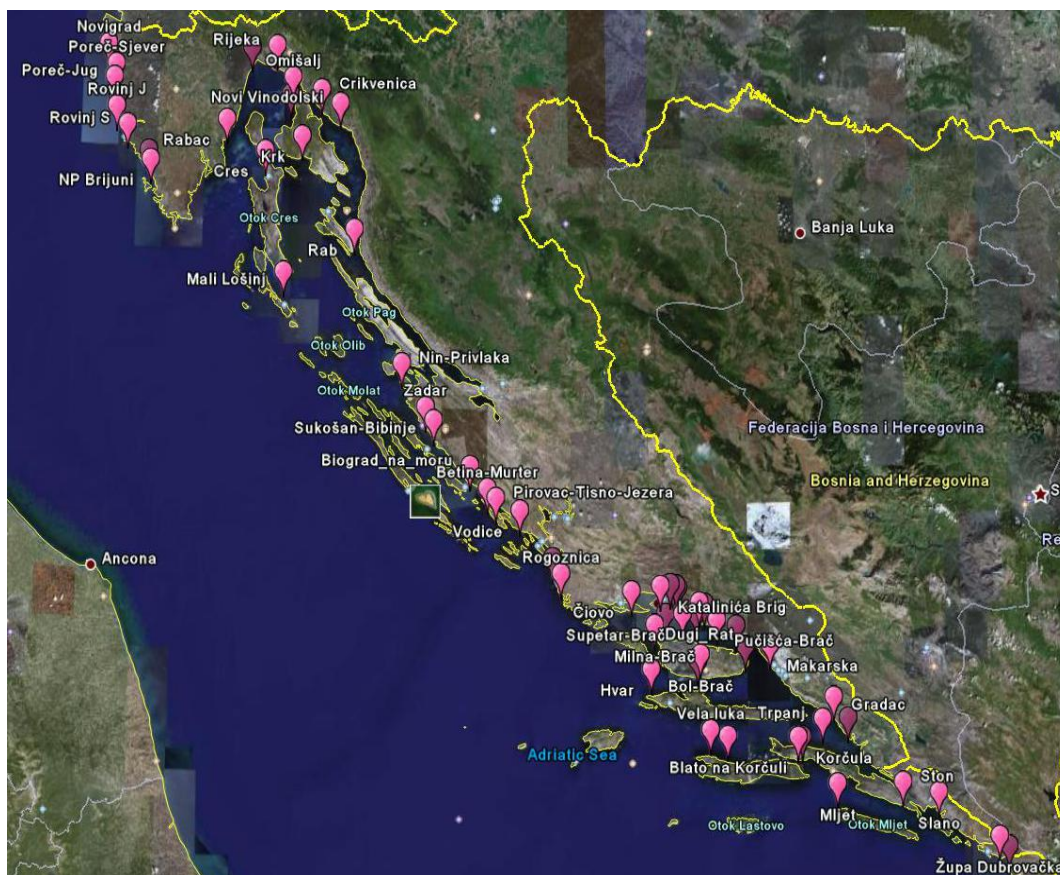 Novigrad
Rijeka
Poreč-Sjever
Omišalj
Poreč-Jug
Crikvenica
Rovinj J
Novi Vinodolski
Rovinj S
Rabac
Krk
NP Brijuni
Cres
Otok Cres
Banja Luka
Rab
Mali Lošinj
Otok Pag
Otok Olib
Nin-Privlaka
Otok Molat
Zadar
Sukošan-Bibinje
Federacija Bosna i Hercegovina
Biograd_na_moru
Betina-Murter
Bosnia and Herzegovina
Pirovac-Tisno-Jezera
S
Vodice
Re
Ancona
Rogoznica
Čiovo
Katalinića Brig
Supetar-Brač
Dugi_Rat
Pučišća-Brač
Milna-Brač
Makarska
Hvar
Bol-Brač
Vela luka
Trpanj
Gradac
Adriatic Sea
Blato na Korčuli
Korčula
Ston
Mljet
Slano
Otok Lastovo
Otok Mljet
Župa Dubrovačka